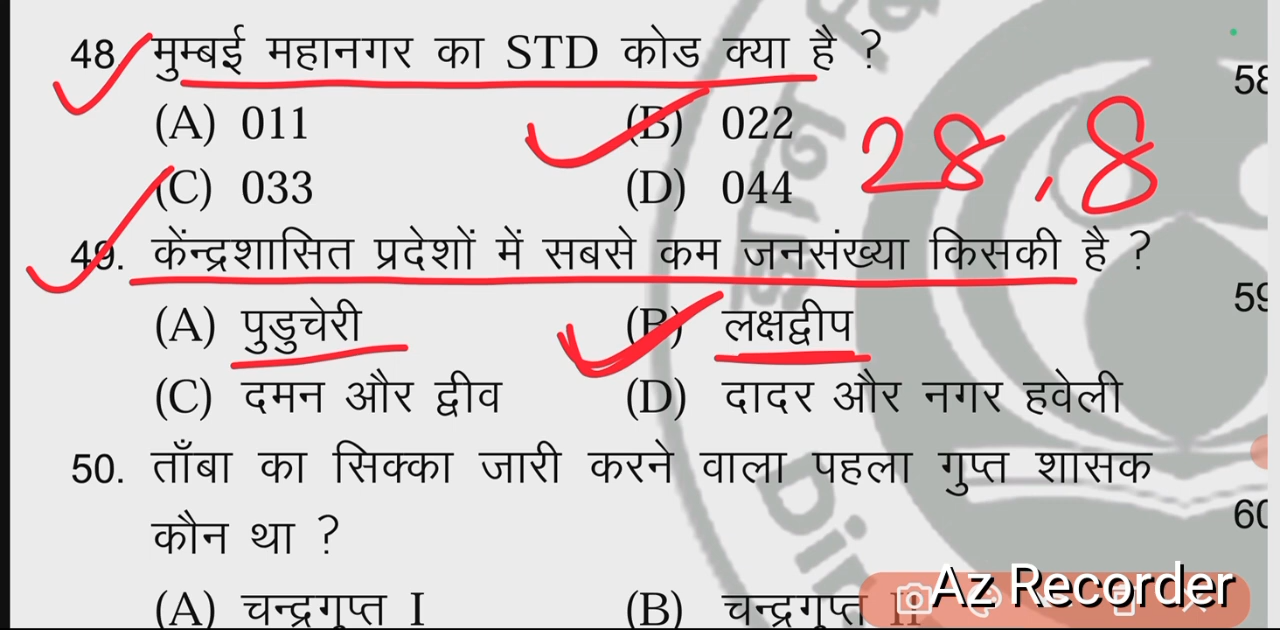 48. मुम्बई महानगर का STD कोड क्या है ?
(A) 011 (B) 022
28, 8
(C) 033 (D) 044
49. केंन्द्रशासित प्रदेशों में सबसे कम जनसंख्या किसकी है ?
(A) पुडुचेरी (B) लक्षद्वीप
(C) दमन और द्वीव (D) दादर और नगर हवेली
50. ताँबा का सिक्का जारी करने वाला पहला गुप्त शासक
कौन था ?
(A) चन्द्रगुप्त I (B) चन्द्रगुप्त II
58
59
60
Az Recorder